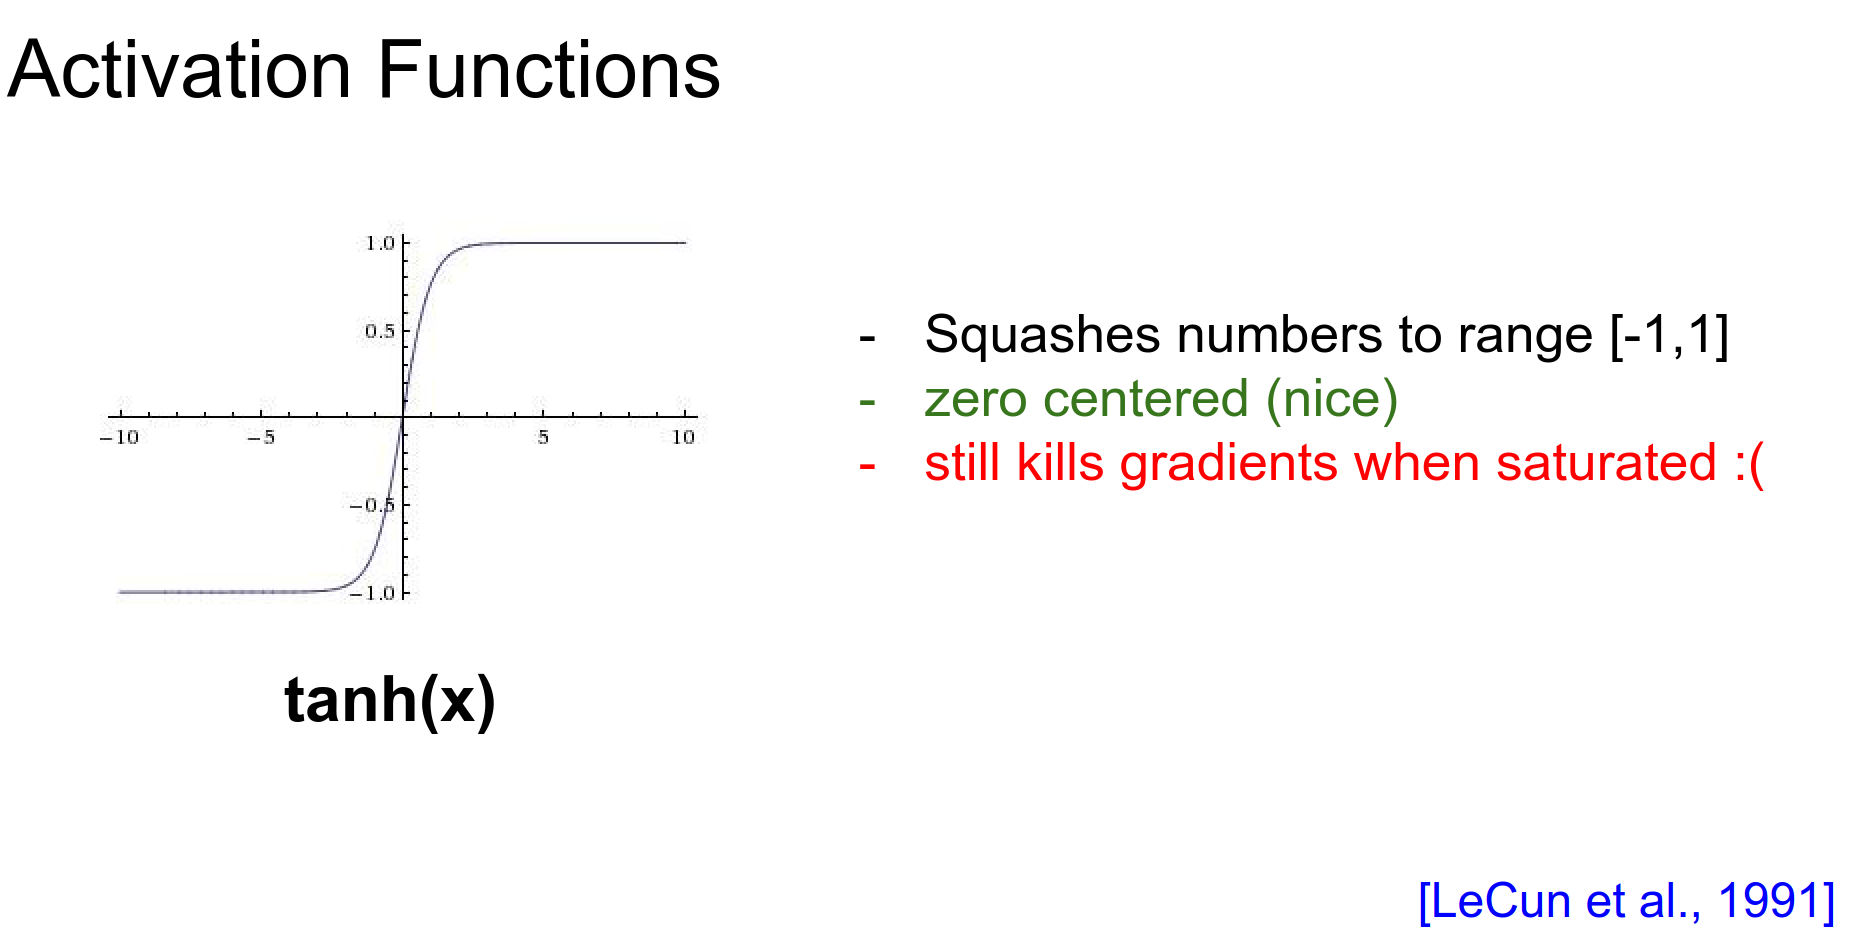 Activation Functions
1.0
0.5
−10
−5
5
10
−0.5
−1.0
tanh(x)
- Squashes numbers to range [-1,1]
- zero centered (nice)
- still kills gradients when saturated :(
[LeCun et al., 1991]